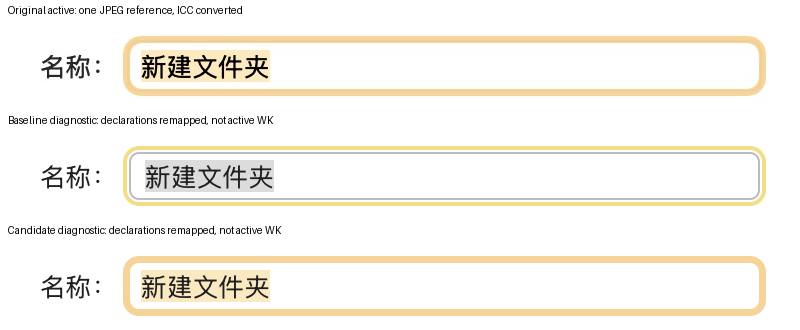 Original active: one JPEG reference, ICC converted
名称： 新建文件夹
Baseline diagnostic: declarations remapped, not active WK
名称： 新建文件夹
Candidate diagnostic: declarations remapped, not active WK
名称： 新建文件夹